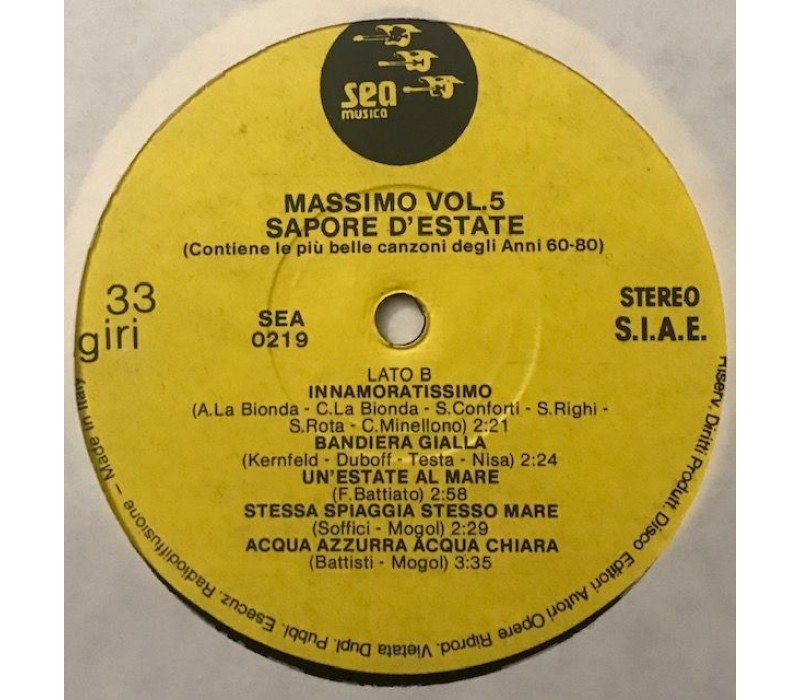 sea
musica
MASSIMO VOL.5
SAPORE D'ESTATE
(Contiene le più belle canzoni degli Anni 60-80)
33
giri
SEA
0219
STEREO
S.I.A.E.
LATO B
INNAMORATISSIMO
(A.La Bionda - C.La Bionda - S.Conforti - S.Righi -
S.Rota - C.Minellono) 2:21
BANDIERA GIALLA
(Kernfeld - Duboff - Testa - Nisa) 2:24
UN'ESTATE AL MARE
(F.Battiato) 2:58
STESSA SPIAGGIA STESSO MARE
(Soffici - Mogol) 2:29
ACQUA AZZURRA ACQUA CHIARA
(Battisti - Mogol) 3:35
Riserv. Diritti Produtt. Disco Editori Autori Opere Riprod. Vietata Dupl. Pubbl. Esecuz. Radiodiffusione – Made in Italy